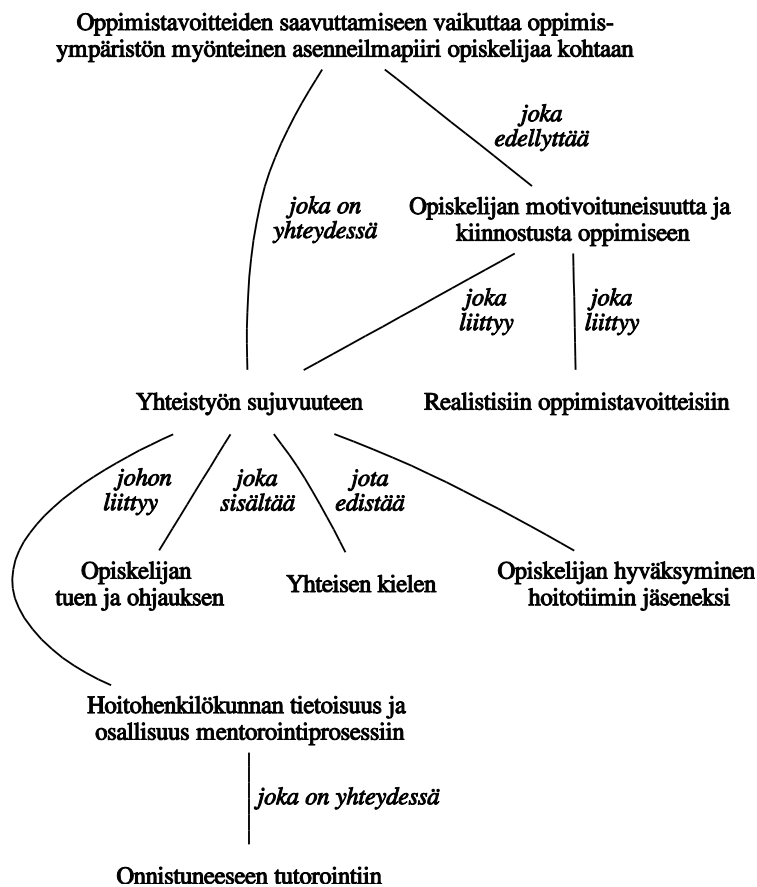 Oppimistavoitteiden saavuttamiseen vaikuttaa oppimis-
ympäristön myönteinen asenneilmapiiri opiskelijaa kohtaan
joka
edellyttää
joka on
yhteydessä
Opiskelijan motivoituneisuutta ja
kiinnostusta oppimiseen
joka
liittyy
joka
liittyy
Yhteistyön sujuvuuteen
Realistisiin oppimistavoitteisiin
johon
liittyy
joka
sisältää
jota
edistää
Opiskelijan
tuen ja ohjauksen
Yhteisen kielen
Opiskelijan hyväksyminen
hoitotiimin jäseneksi
Hoitohenkilökunnan tietoisuus ja
osallisuus mentorointiprosessiin
joka on yhteydessä
Onnistuneeseen tutorointiin